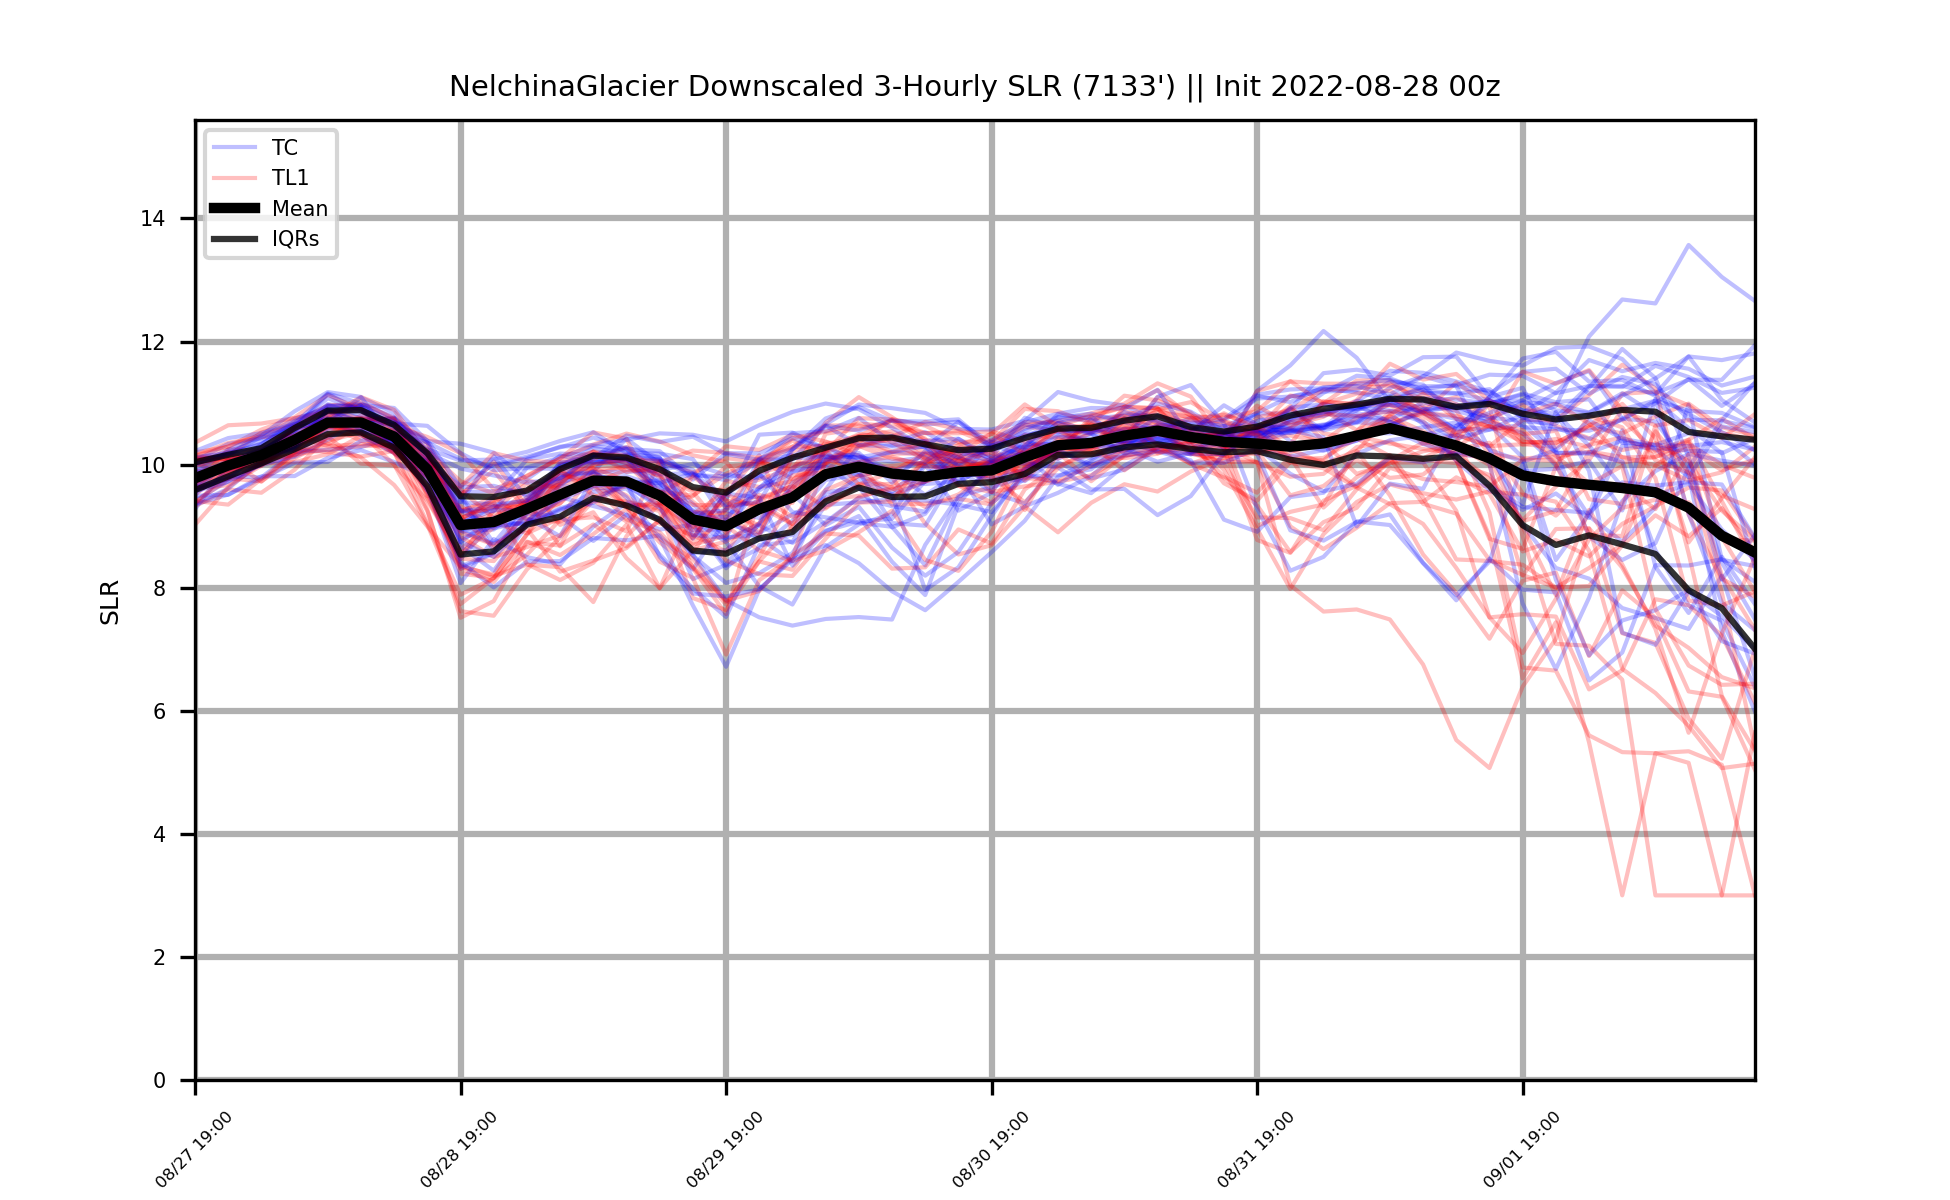 NelchinaGlacier Downscaled 3-Hourly SLR (7133') || Init 2022-08-28 00z
TC
TL1
Mean
IQRs
14
12
10
8
6
4
2
0
SLR
08/27 19:00
08/28 19:00
08/29 19:00
08/30 19:00
08/31 19:00
09/01 19:00